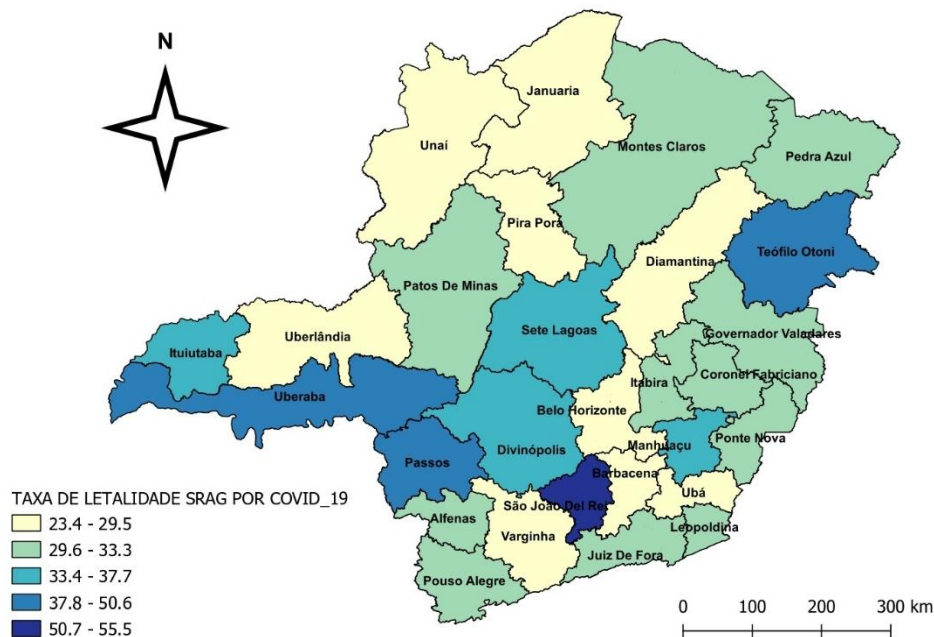 N
Januaria
Unaí
Montes Claros
Pedra Azul
Pira Pora
Teófilo Otoni
Diamantina
Patos De Minas
Sete Lagoas
Governador Valadares
Uberlândia
Ituiutaba
Coronel Fabriciano
Itabira
Uberaba
Belo Horizonte
Manhuaçu
Ponte Nova
Divinópolis
Passos
Barbacena
Ubá
São João Del Rei
Alfenas
Leopoldina
Varginha
Juiz De Fora
Pouso Alegre
TAXA DE LETALIDADE SRAG POR COVID_19
23.4 - 29.5
29.6 - 33.3
33.4 - 37.7
37.8 - 50.6
50.7 - 55.5
0 100 200 300 km